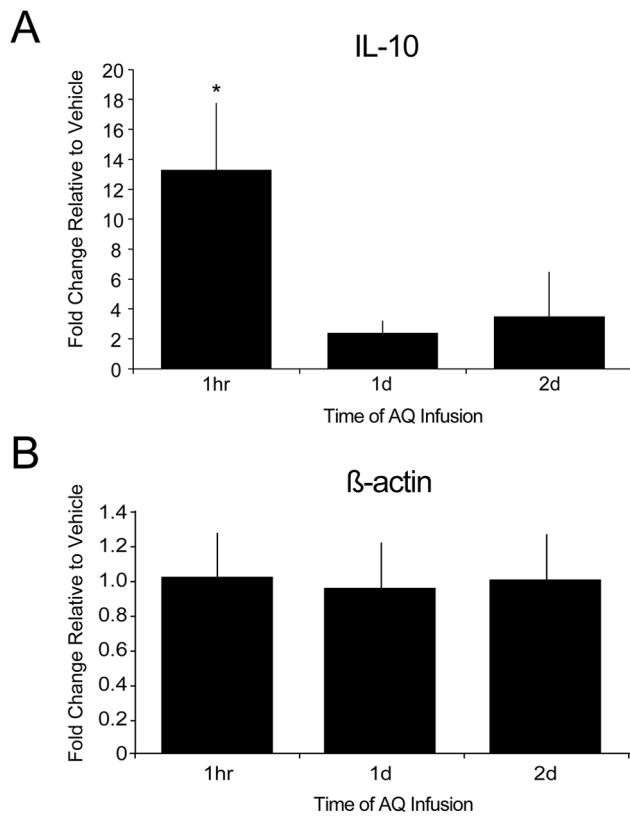 A
IL-10
Fold Change Relative to Vehicle
20
18
16
14
12
10
8
6
4
2
0
*
1hr 1d 2d
Time of AQ Infusion
B
ß-actin
Fold Change Relative to Vehicle
1.4
1.2
1.0
0.8
0.6
0.4
0.2
0
1hr 1d 2d
Time of AQ Infusion